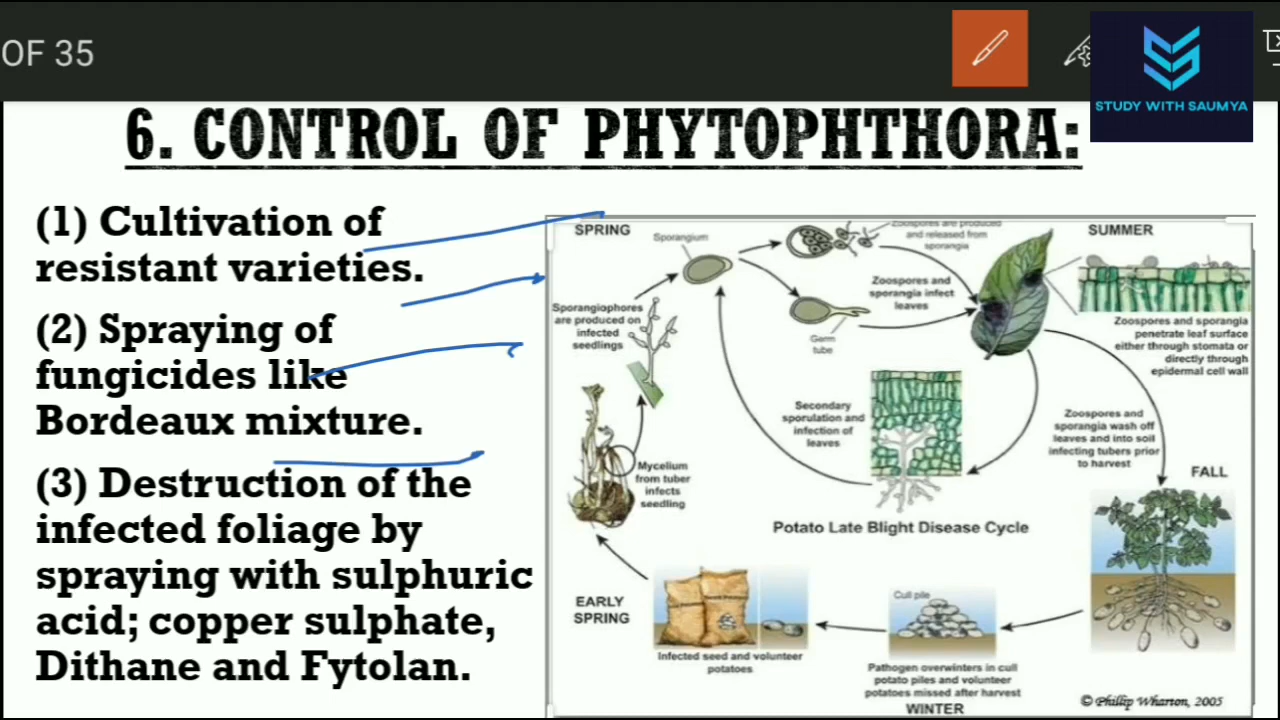 OF 35
STUDY WITH SAUMYA
6. CONTROL OF PHYTOPHTHORA:
(1) Cultivation of
resistant varieties.
(2) Spraying of
fungicides like
Bordeaux mixture.
(3) Destruction of the
infected foliage by
spraying with sulphuric
acid; copper sulphate,
Dithane and Fytolan.
SPRING
Sporangium
Zoospores are produced
and released from
sporangia
SUMMER
Zoospores and
sporangia infect
leaves
Sporangiophores
are produced on
infected
seedlings
Germ
tube
Zoospores and sporangia
penetrate leaf surface
either through stomata or
directly through
epidermal cell wall
Secondary
sporulation and
infection of
leaves
Zoospores and
sporangia wash off
leaves and into soil
infecting tubers prior
to harvest
Mycelium
from tuber
infects
seedling
FALL
Potato Late Blight Disease Cycle
EARLY
SPRING
Cull pile
Infected seed and volunteer
potatoes
Pathogen overwinters in cull
potato piles and volunteer
potatoes missed after harvest
WINTER
© Phillip Wharton, 2005